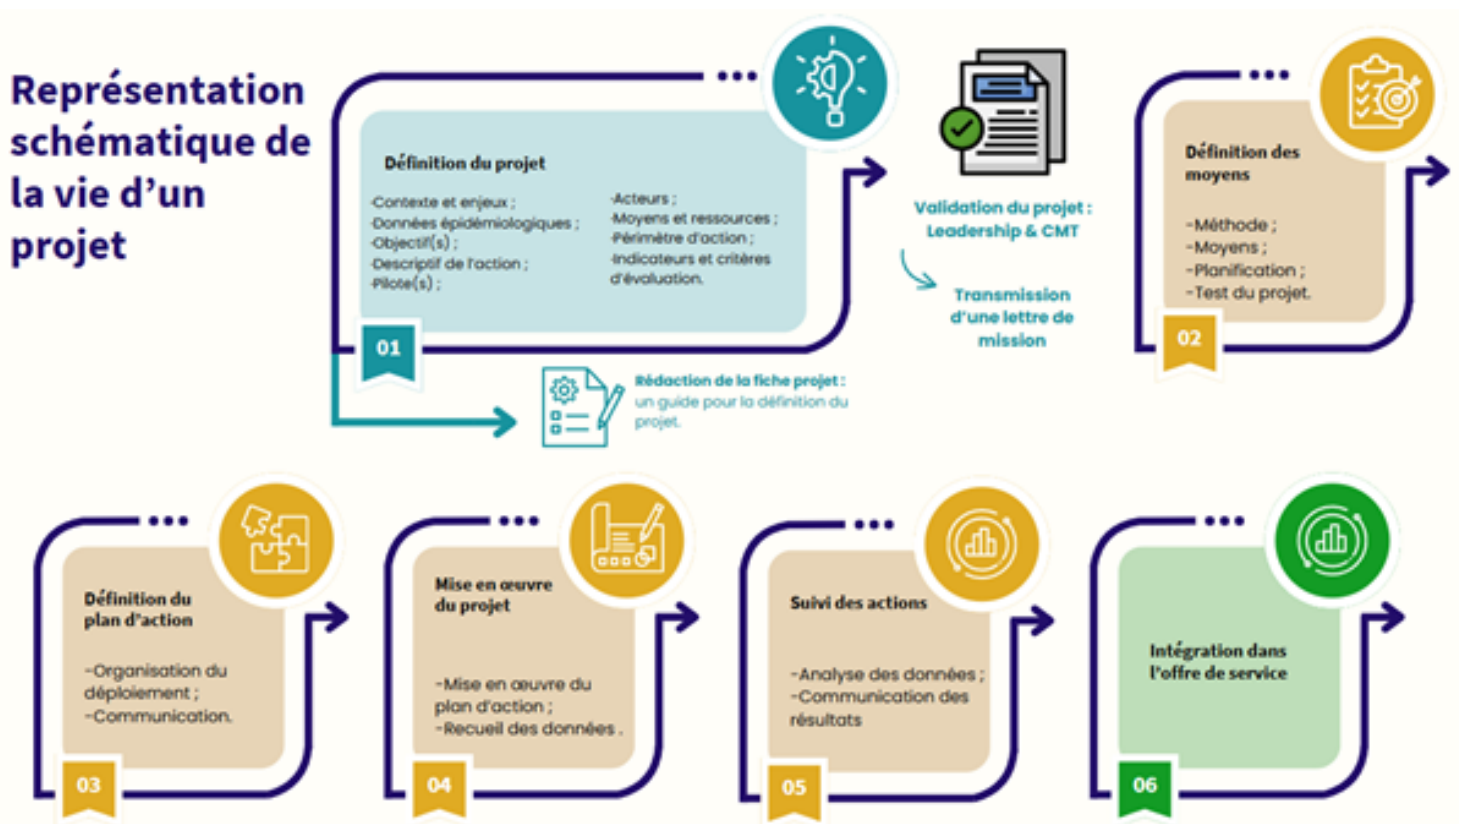 Représentation
schématique de
la vie d'un
projet
Définition du projet
·Contexte et enjeux ;
·Données épidémiologiques ;
·Objectif(s) ;
·Descriptif de l'action ;
·Pilote(s) ;
·Acteurs ;
·Moyens et ressources ;
·Périmètre d'action ;
·Indicateurs et critères
d'évaluation.
01
Rédaction de la fiche projet :
un guide pour la définition du
projet.
Validation du projet :
Leadership & CMT
Transmission
d'une lettre de
mission
Définition des
moyens
-Méthode ;
-Moyens ;
-Planification ;
-Test du projet.
02
Définition du
plan d'action
-Organisation du
déploiement ;
-Communication.
03
Mise en œuvre
du projet
-Mise en œuvre du
plan d'action ;
-Recueil des données .
04
Suivi des actions
-Analyse des données ;
-Communication des
résultats
05
Intégration dans
l'offre de service
06